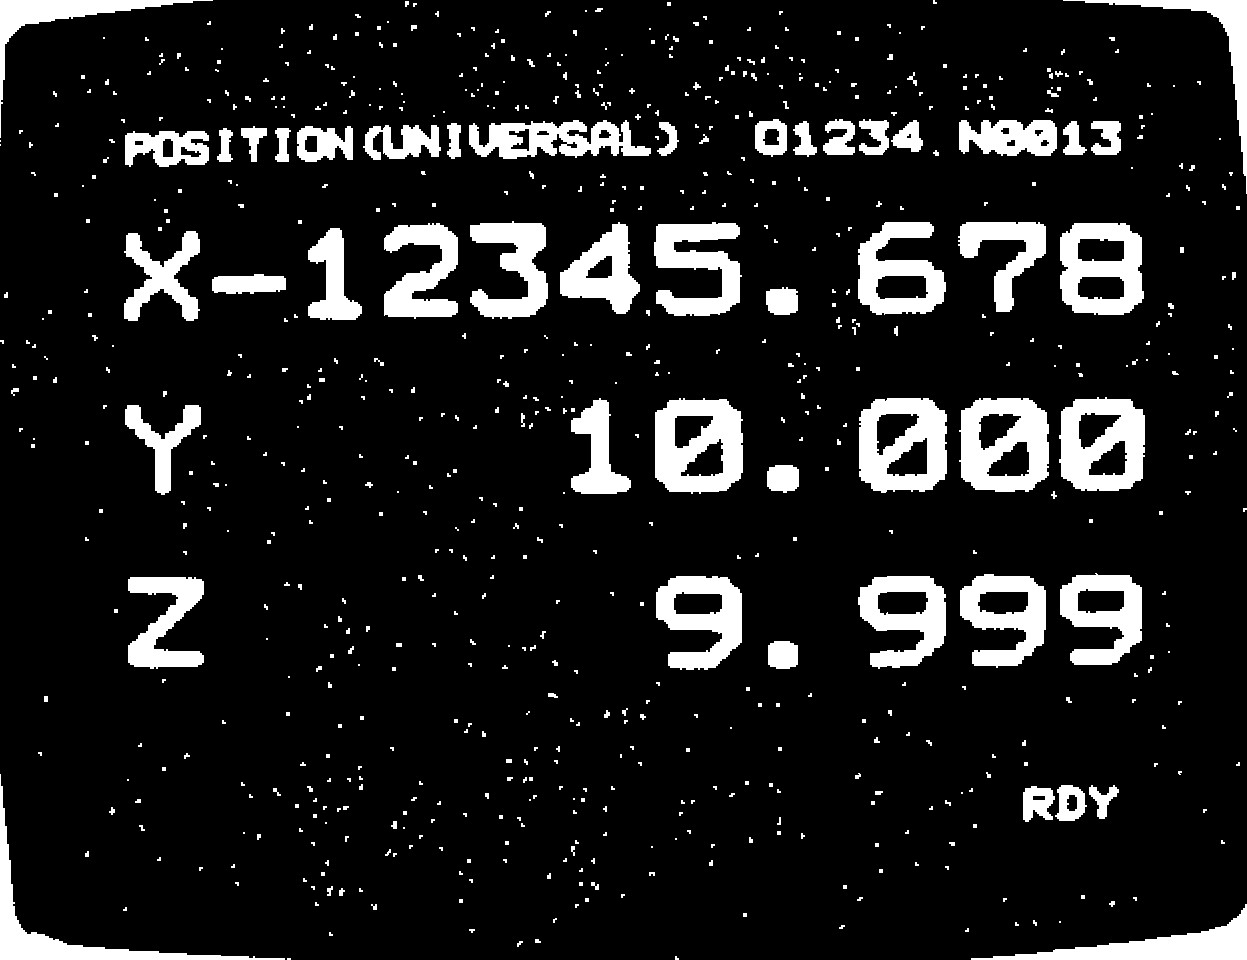 POSITION(UNIVERSAL) O1234 N0013
X-12345.678
Y 10.000
Z 9.999
RDY